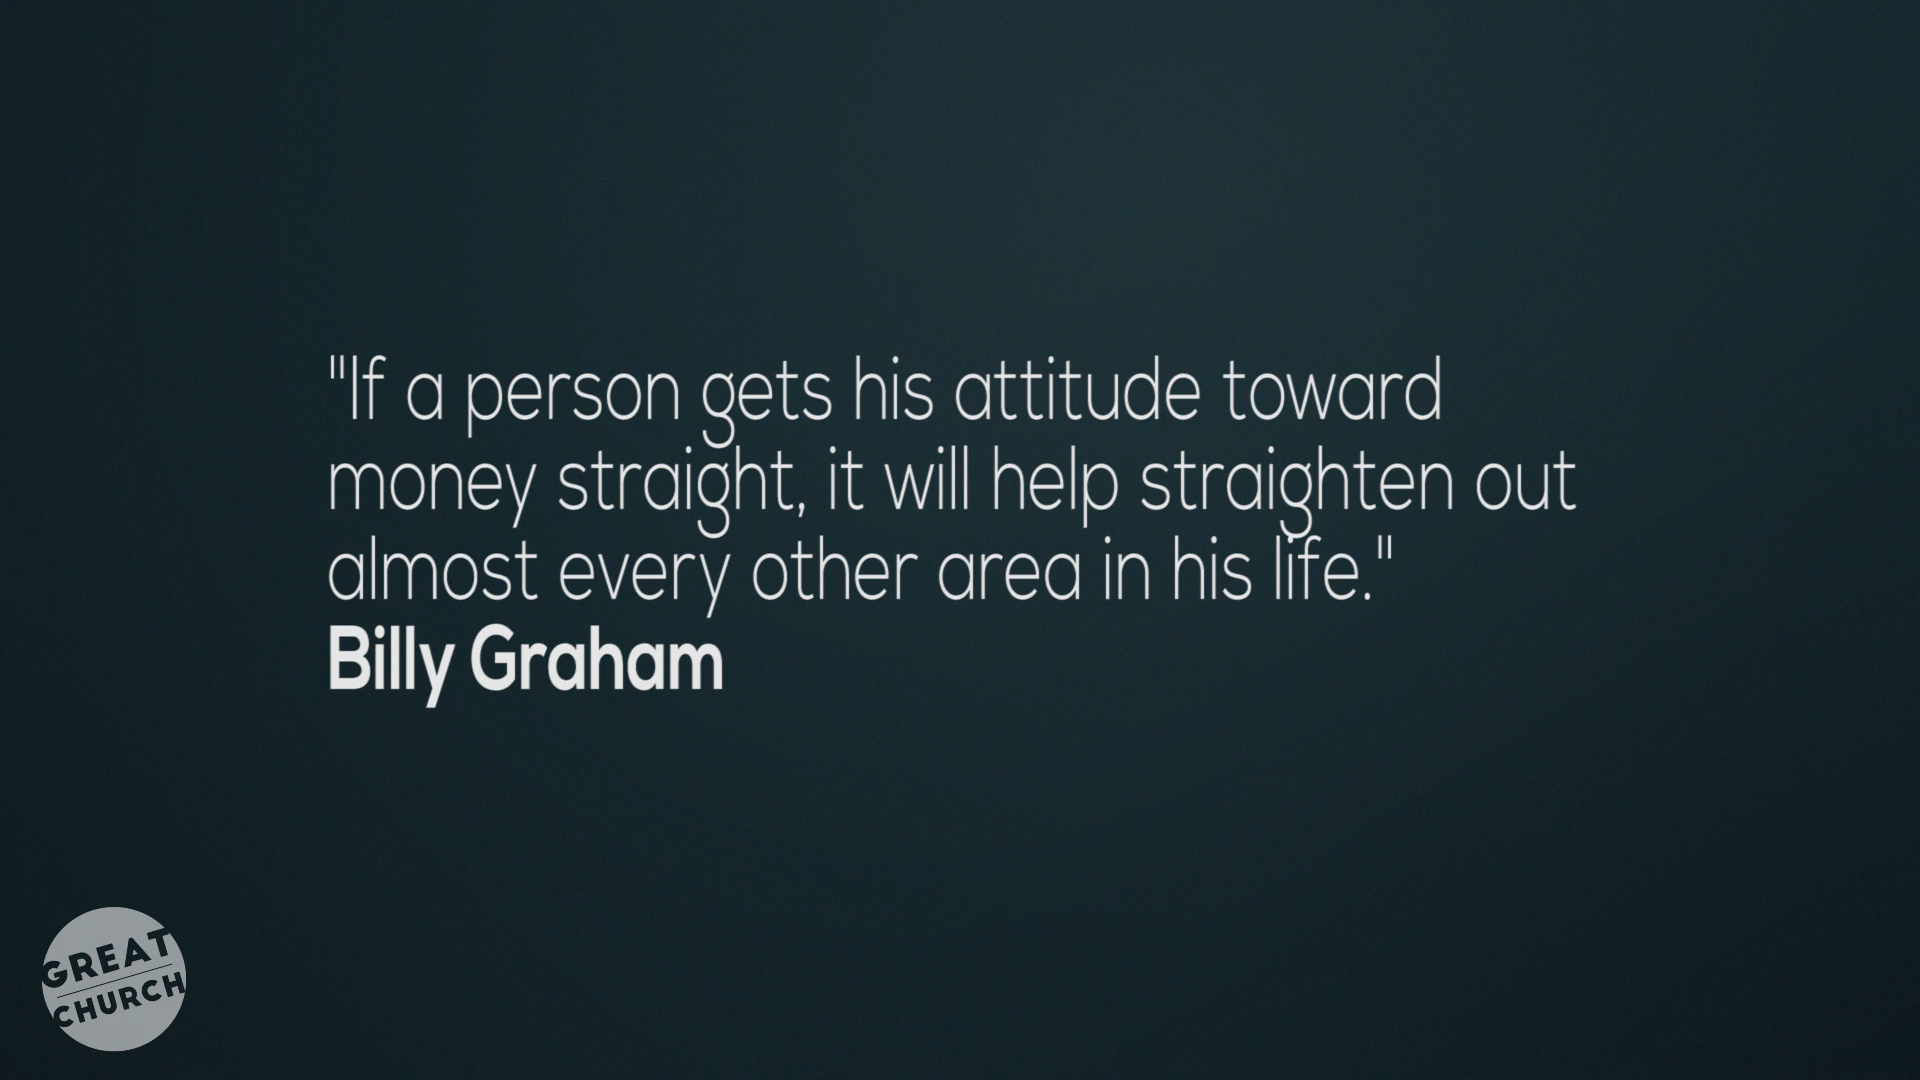 "If a person gets his attitude toward
money straight, it will help straighten out
almost every other area in his life."
Billy Graham
GREAT
CHURCH